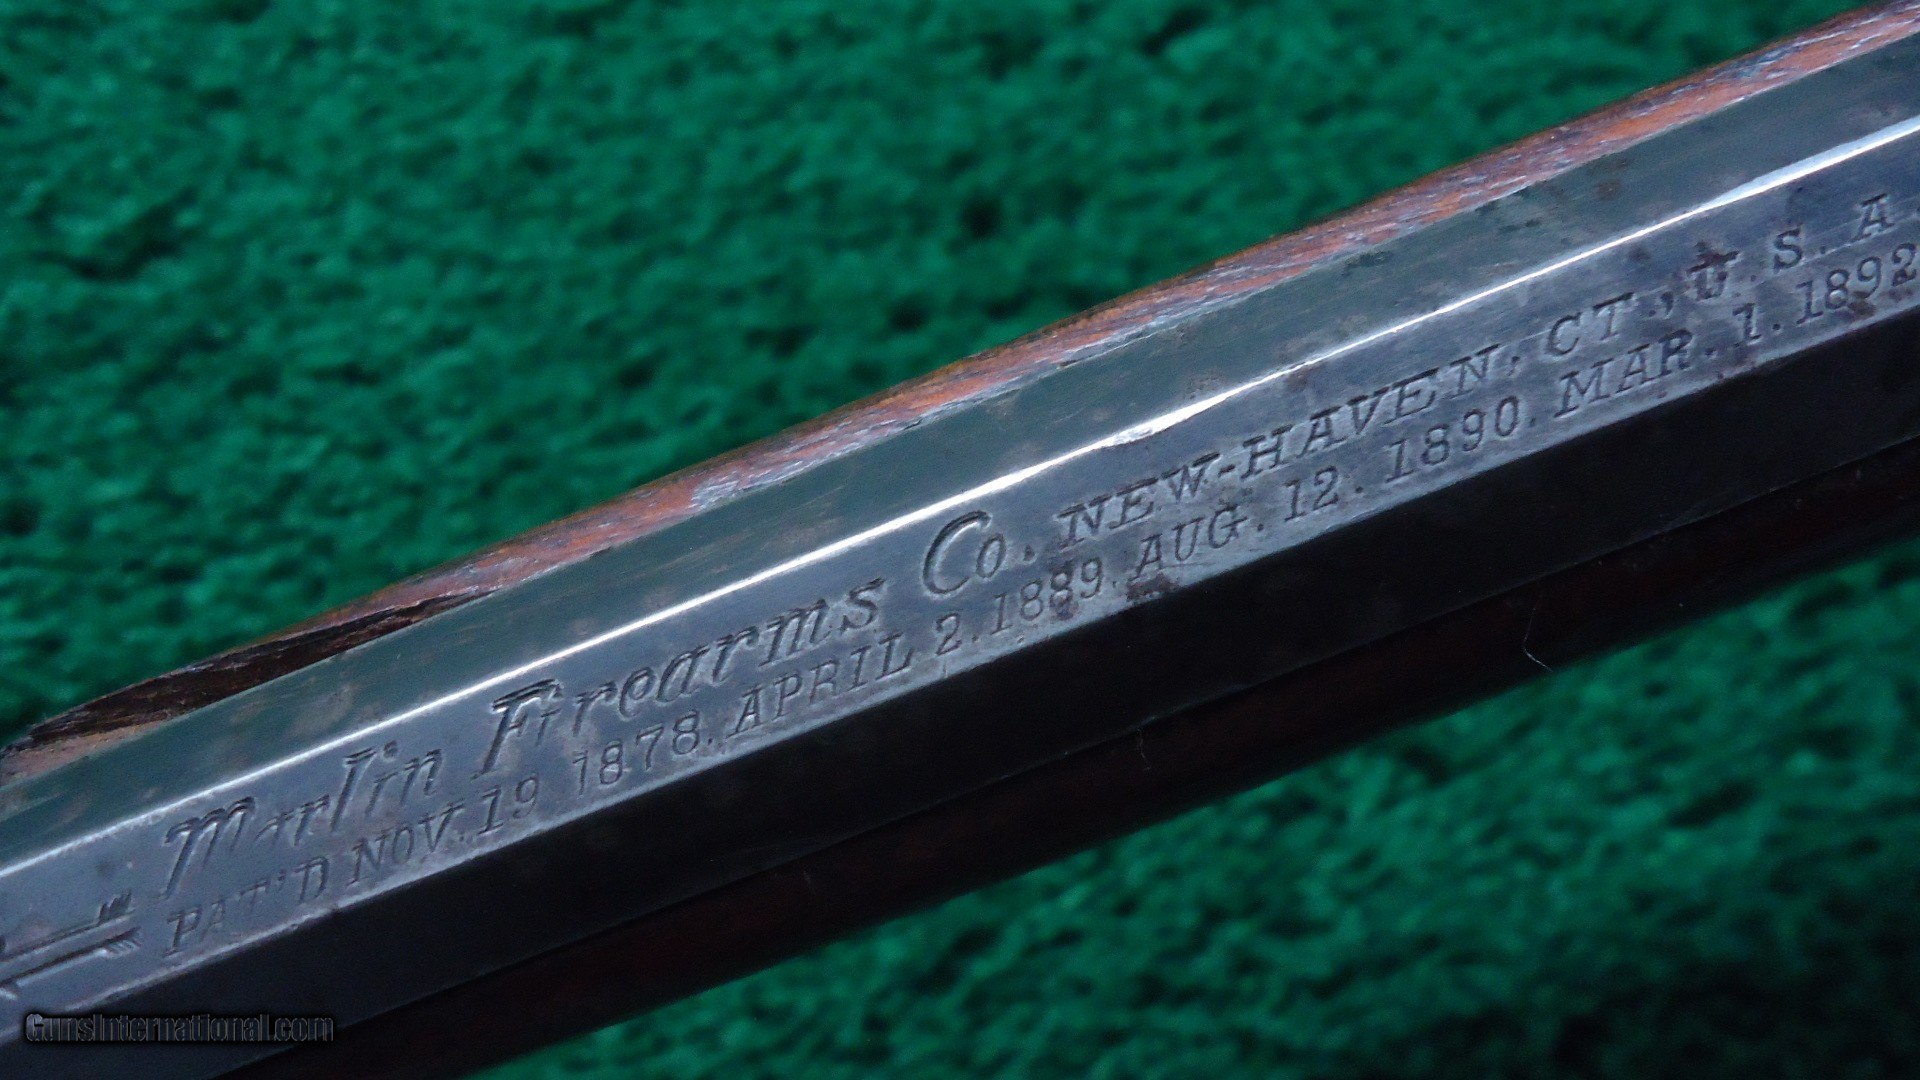 Marlin Firearms Co. NEW-HAVEN, CT., U. S. A.
PAT'D NOV. 19 1878. APRIL 2. 1889. AUG. 12. 1890. MAR. 1. 1892
GunsInternational.com